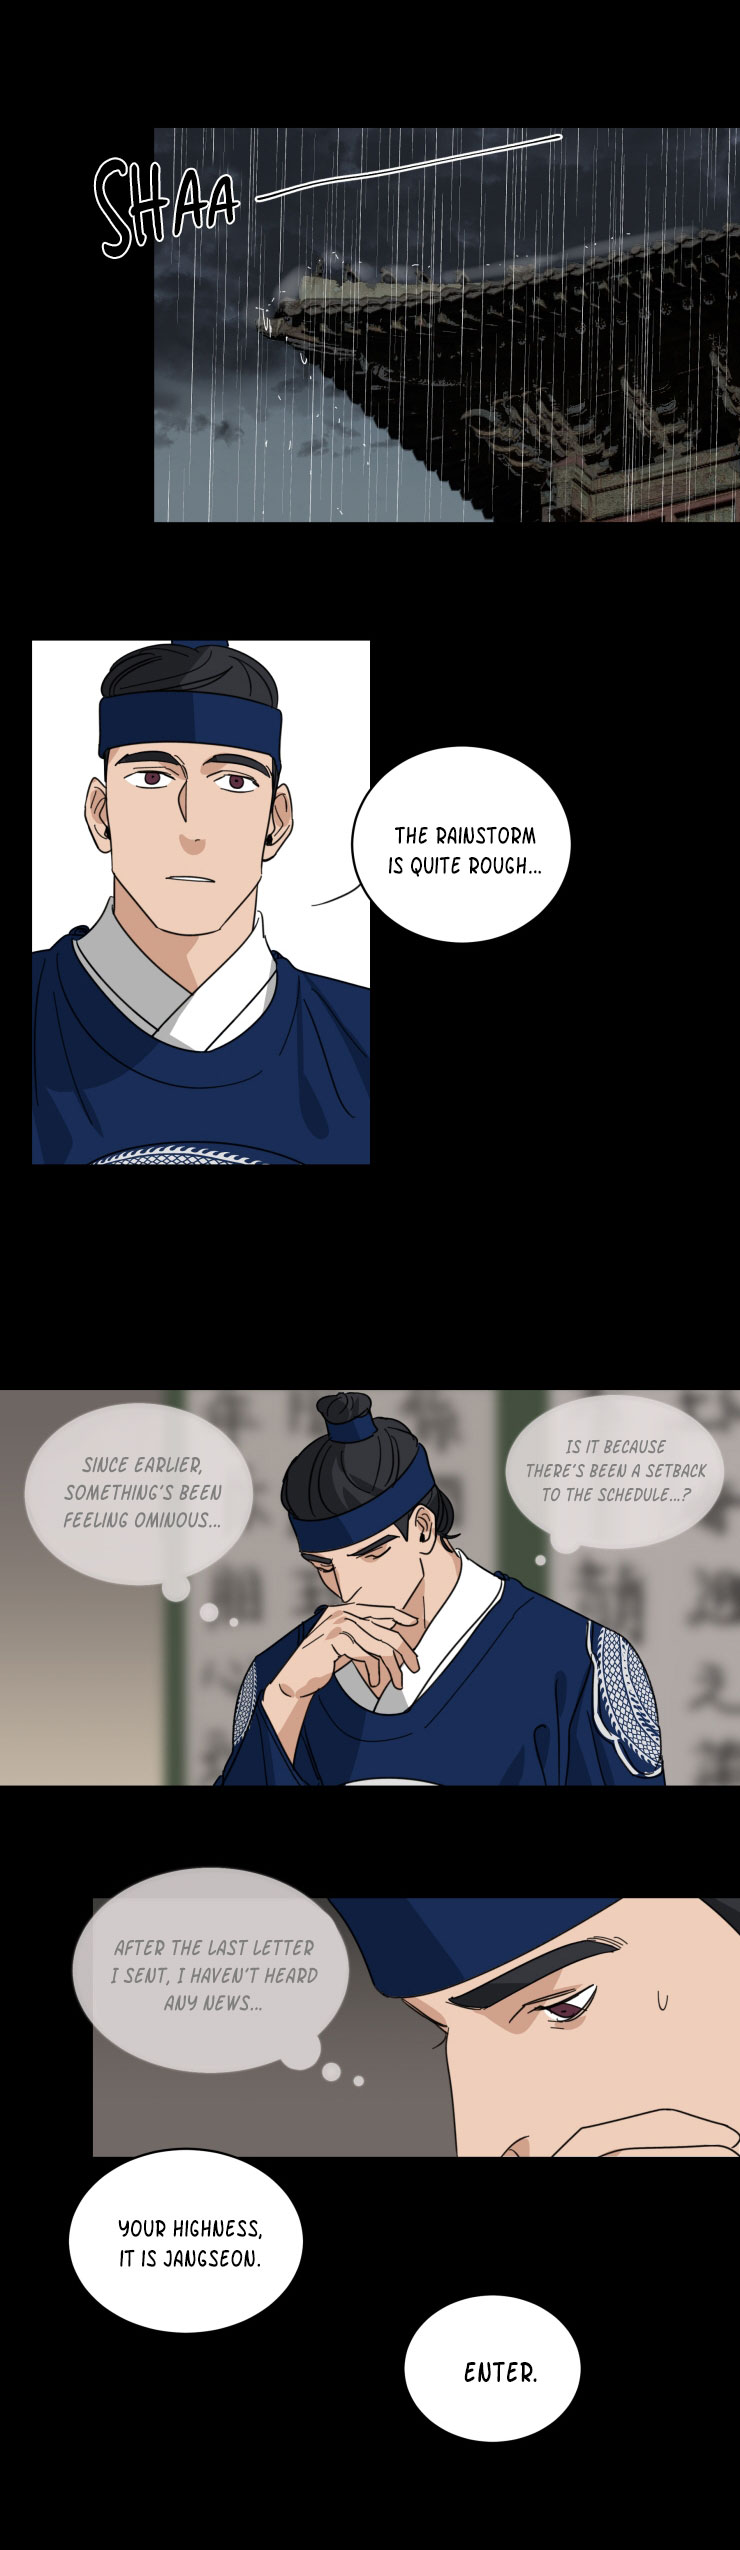 SHAA
THE RAINSTORM
IS QUITE ROUGH...
SINCE EARLIER,
SOMETHING'S BEEN
FEELING OMINOUS...
IS IT BECAUSE
THERE'S BEEN A SETBACK
TO THE SCHEDULE...?
AFTER THE LAST LETTER
I SENT, I HAVEN'T HEARD
ANY NEWS...
YOUR HIGHNESS,
IT IS JANGSEON.
ENTER.